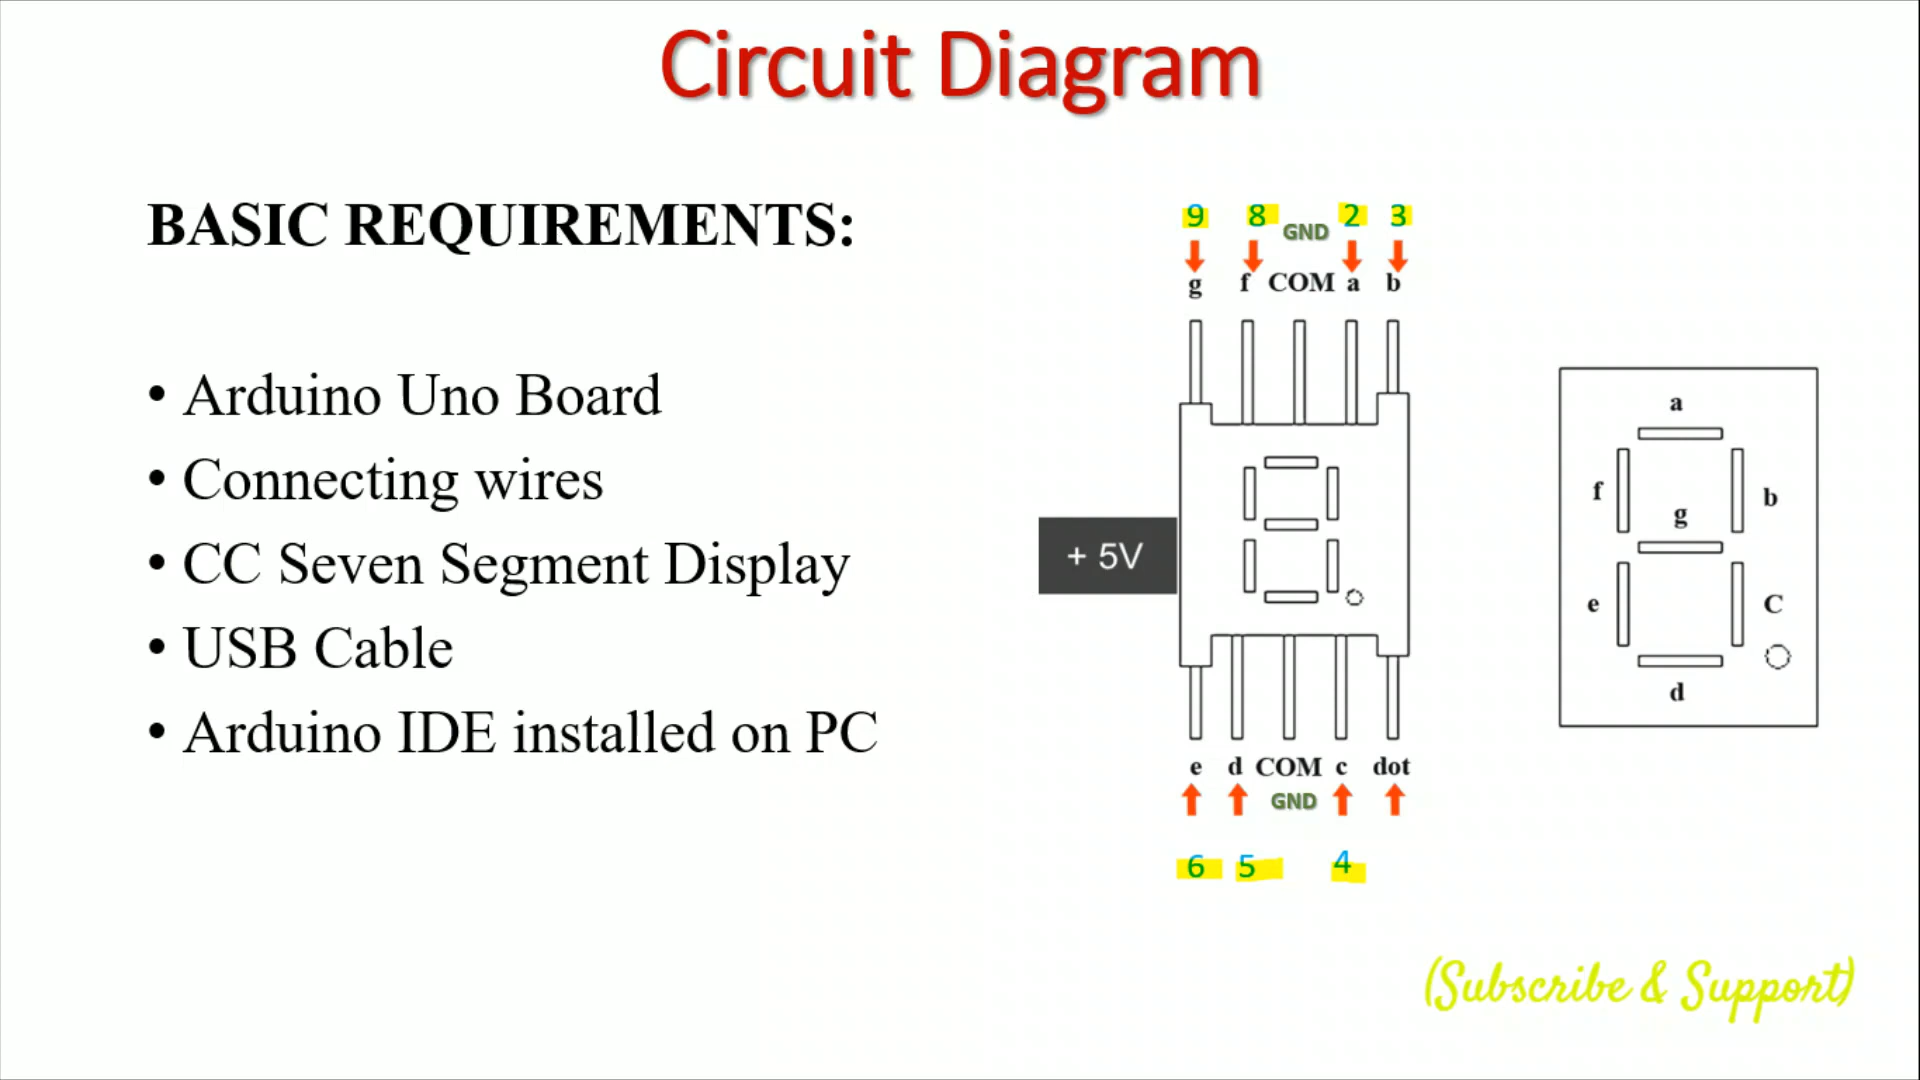 Circuit Diagram
BASIC REQUIREMENTS:
• Arduino Uno Board
• Connecting wires
• CC Seven Segment Display
• USB Cable
• Arduino IDE installed on PC
9 8 GND 2 3
g f COM a b
+ 5V
e d COM c dot
GND
6 5 4
a
f b
g
e C
d
(Subscribe & Support)